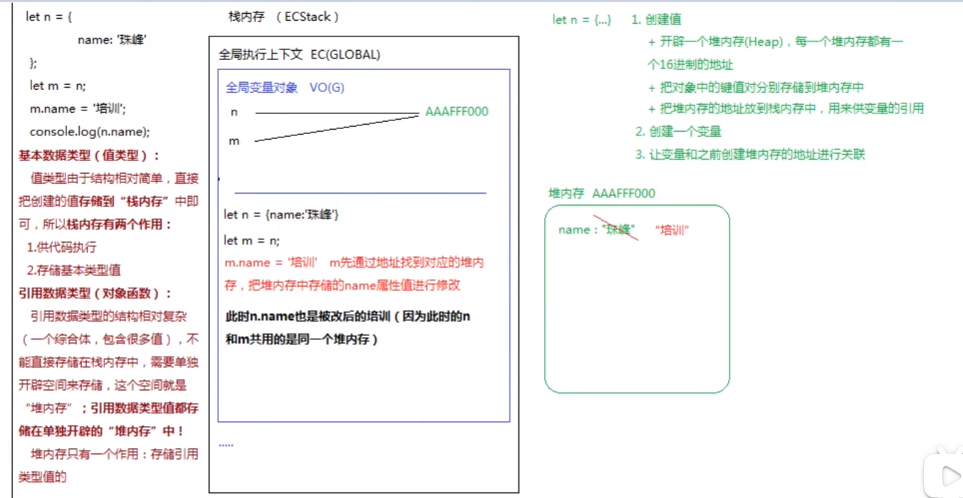 let n = {
name: '珠峰'
};
let m = n;
m.name = '培训';
console.log(n.name);
基本数据类型（值类型）：
值类型由于结构相对简单，直接
把创建的值存储到“栈内存”中即
可，所以栈内存有两个作用：
1.供代码执行
2.存储基本类型值
引用数据类型（对象函数）：
引用数据类型的结构相对复杂
（一个综合体，包含很多值），不
能直接存储在栈内存中，需要单独
开辟空间来存储，这个空间就是
“堆内存”；引用数据类型值都存
储在单独开辟的“堆内存”中！
堆内存只有一个作用：存储引用
类型值的
栈内存 （ECStack）
全局执行上下文 EC(GLOBAL)
全局变量对象 VO(G)
n
AAAFFF000
m
let n = {name:'珠峰'}
let m = n;
m.name = '培训' m先通过地址找到对应的堆内
存，把堆内存中存储的name属性值进行修改
此时n.name也是被改后的培训（因为此时的n
和m共用的是同一个堆内存）
.....
let n = {...} 1. 创建值
+ 开辟一个堆内存(Heap)，每一个堆内存都有一
个16进制的地址
+ 把对象中的键值对分别存储到堆内存中
+ 把堆内存的地址放到栈内存中，用来供变量的引用
2. 创建一个变量
3. 让变量和之前创建堆内存的地址进行关联
堆内存 AAAFFF000
name："珠峰" "培训"